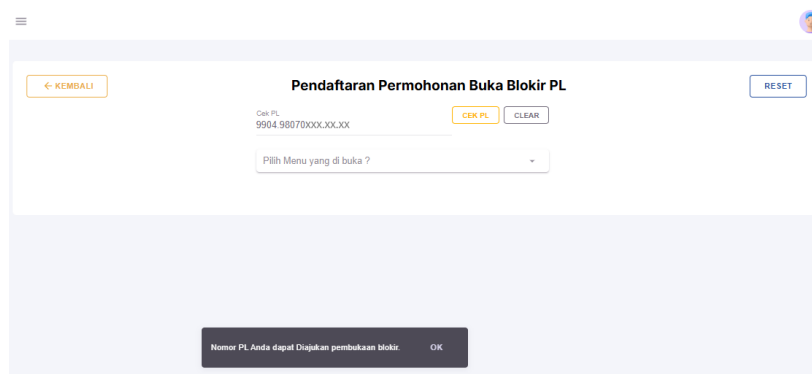 ← KEMBALI
Pendaftaran Permohonan Buka Blokir PL
RESET
Cek PL
9904.98070XXX.XX.XX
CEK PL
CLEAR
Pilih Menu yang di buka ?
Nomor PL Anda dapat Diajukan pembukaan blokir.
OK